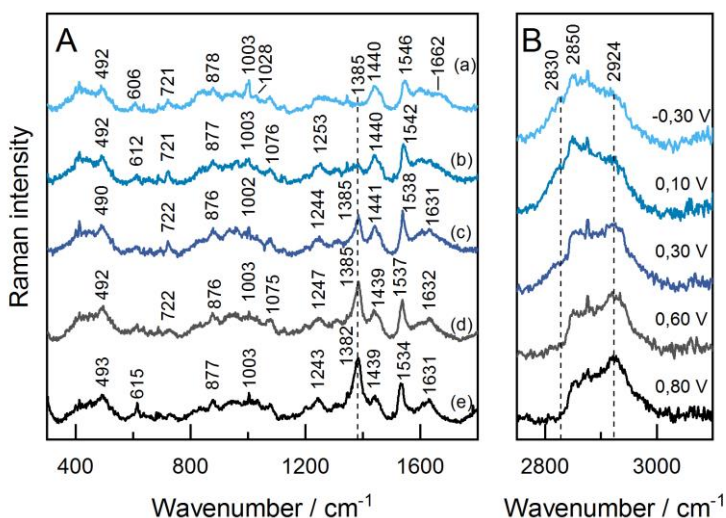 A
492 606 721 878 1003 1028 1385 1440 1546 1662 (a)
492 612 721 877 1003 1076 1253 1440 1542 (b)
490 722 876 1002 1244 1385 1441 1538 1631 (c)
492 722 876 1003 1075 1247 1385 1439 1537 1632 (d)
493 615 877 1003 1243 1382 1439 1534 1631 (e)
Raman intensity
400 800 1200 1600
Wavenumber / cm⁻¹
B
2830 2850 2924
-0,30 V
0,10 V
0,30 V
0,60 V
0,80 V
2800 3000
Wavenumber / cm⁻¹